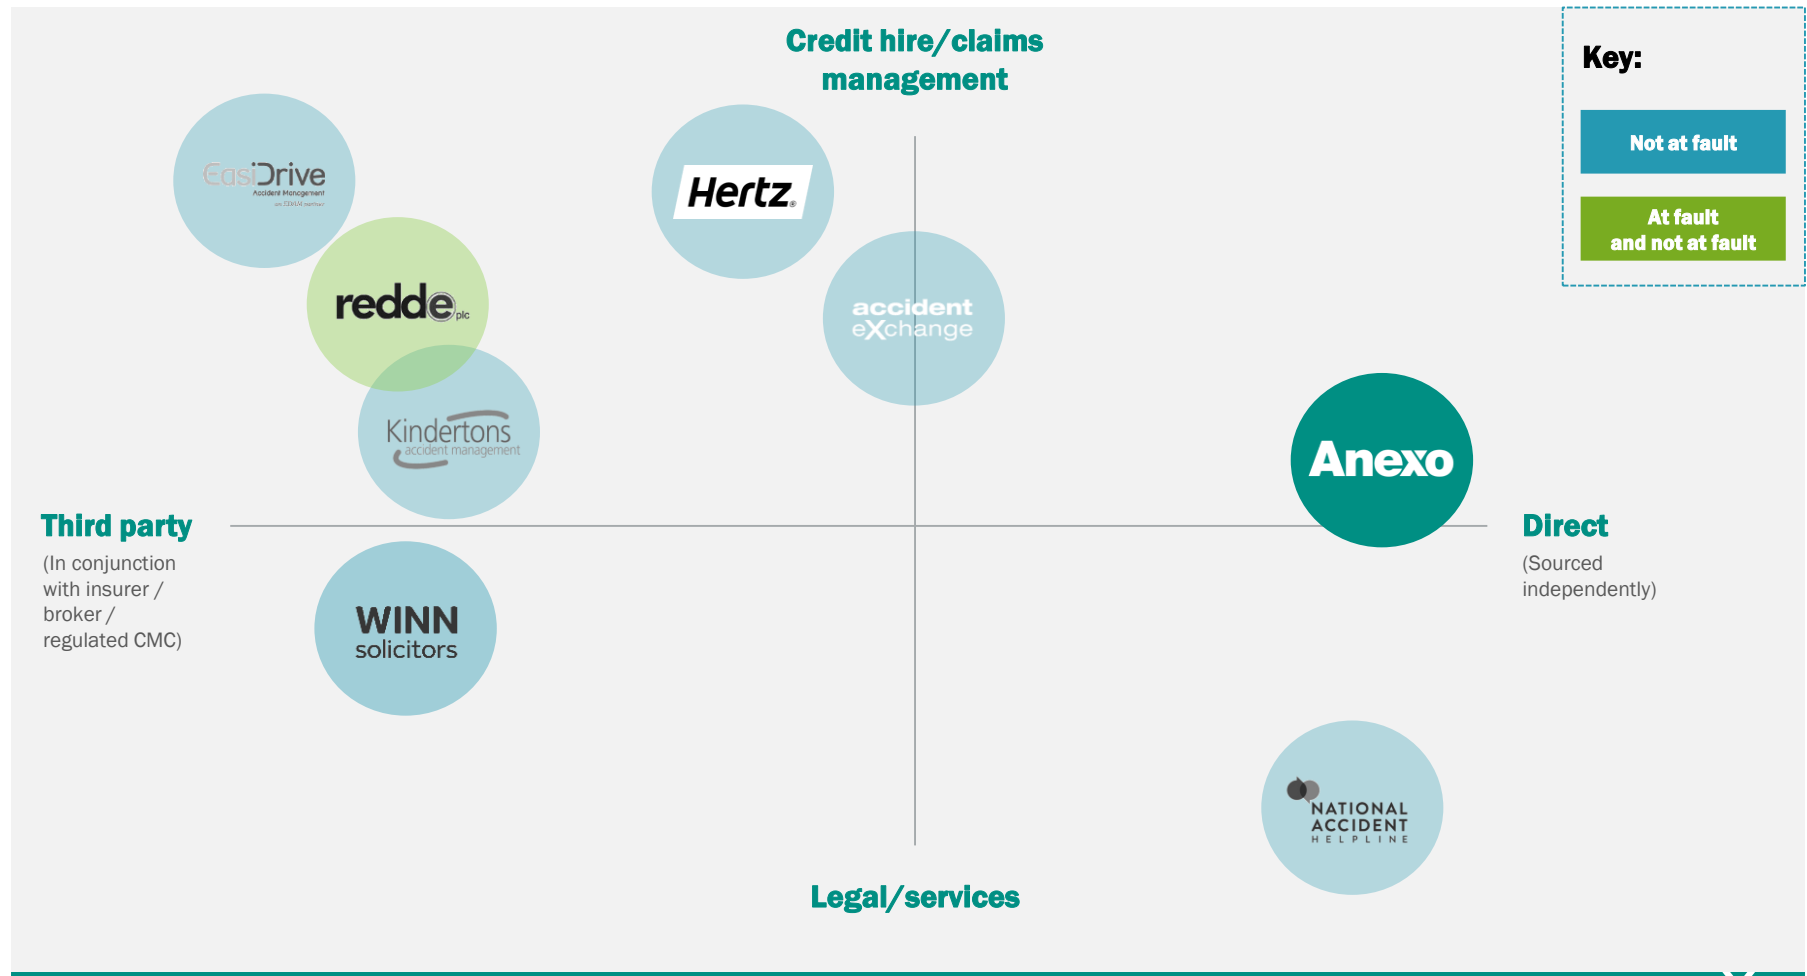 Credit hire/claims
management
Key:
Not at fault
At fault
and not at fault
EasiDrive
Accident Management
Hertz®
redde plc
accident
eXchange
Kindertons
accident management
Anexo
Third party
(In conjunction
with insurer /
broker /
regulated CMC)
Direct
(Sourced
independently)
WINN
solicitors
NATIONAL
ACCIDENT
HELPLINE
Legal/services